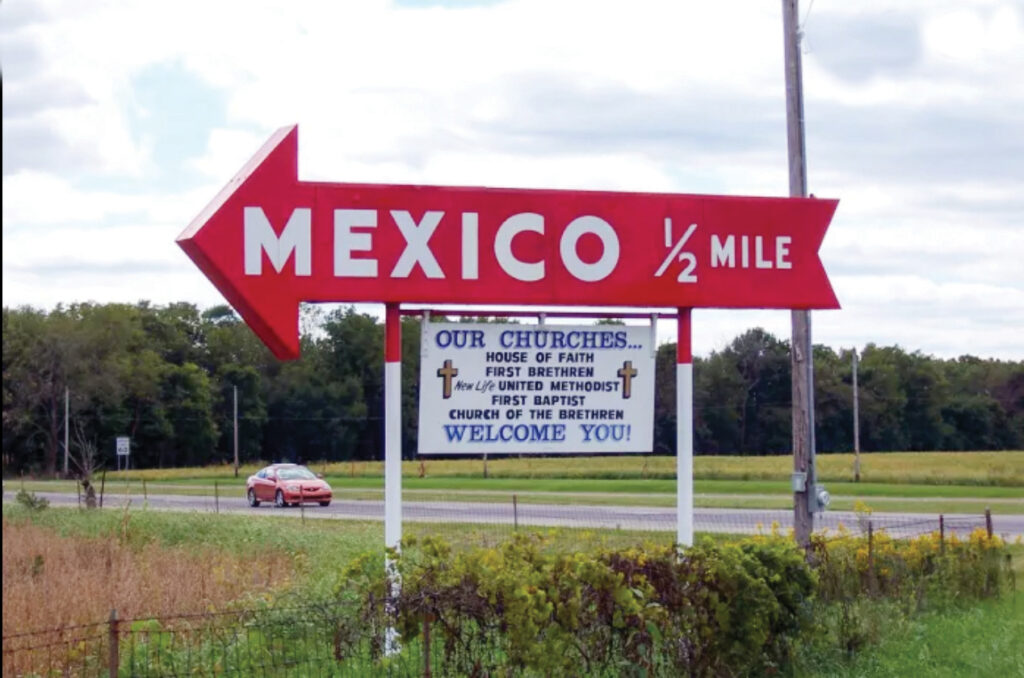 MEXICO 1/2 MILE
OUR CHURCHES...
HOUSE OF FAITH
FIRST BRETHREN
New Life UNITED METHODIST
FIRST BAPTIST
CHURCH OF THE BRETHREN
WELCOME YOU!